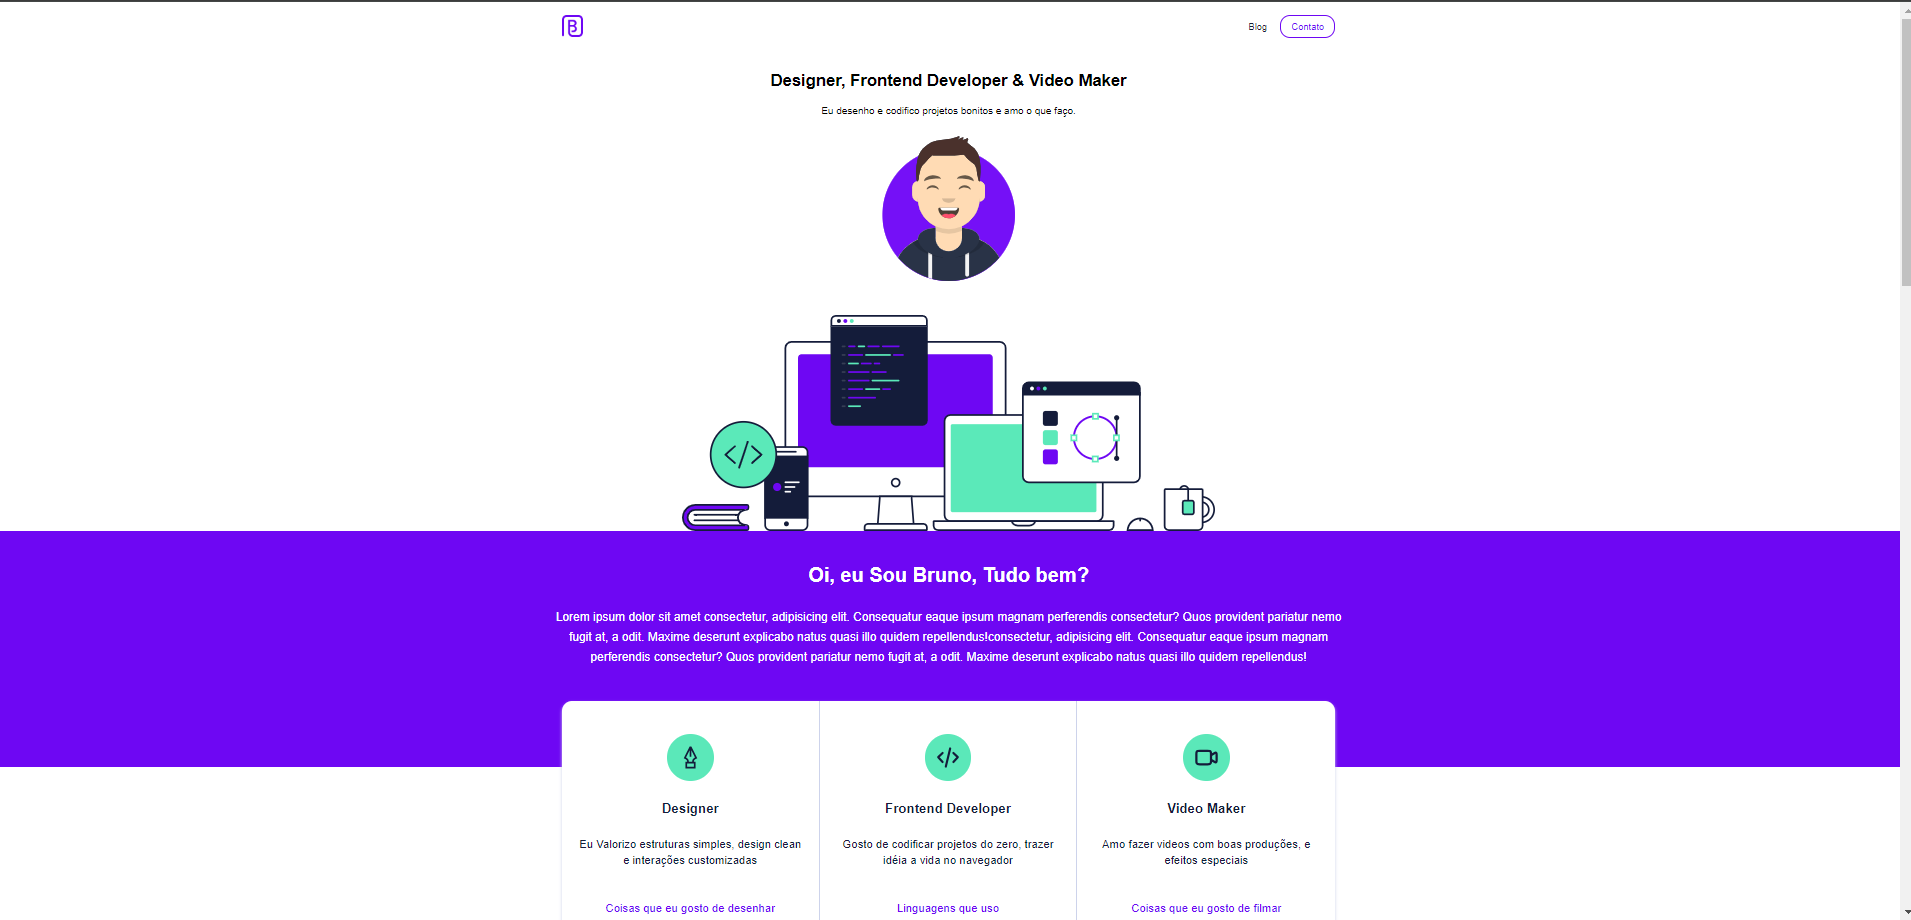 B
Blog
Contato
Designer, Frontend Developer & Video Maker
Eu desenho e codifico projetos bonitos e amo o que faço.
Oi, eu Sou Bruno, Tudo bem?
Lorem ipsum dolor sit amet consectetur, adipisicing elit. Consequatur eaque ipsum magnam perferendis consectetur? Quos provident pariatur nemo
fugit at, a odit. Maxime deserunt explicabo natus quasi illo quidem repellendus!consectetur, adipisicing elit. Consequatur eaque ipsum magnam
perferendis consectetur? Quos provident pariatur nemo fugit at, a odit. Maxime deserunt explicabo natus quasi illo quidem repellendus!
Designer
Eu Valorizo estruturas simples, design clean
e interações customizadas
Coisas que eu gosto de desenhar
Frontend Developer
Gosto de codificar projetos do zero, trazer
idéia a vida no navegador
Linguagens que uso
Video Maker
Amo fazer videos com boas produções, e
efeitos especiais
Coisas que eu gosto de filmar